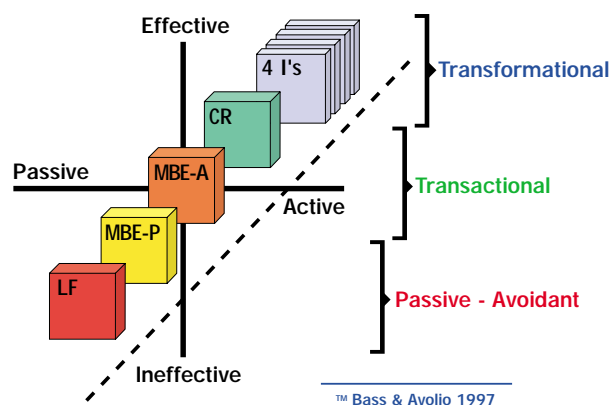 Effective
4 I's
Transformational
CR
Passive
MBE-A
Transactional
Active
MBE-P
LF
Passive - Avoidant
Ineffective
™ Bass & Avolio 1997